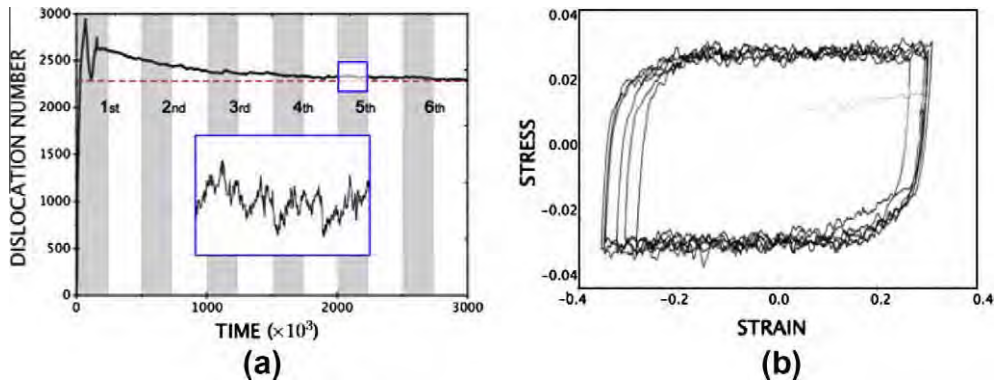 3000
2500
2000
1500
1000
500
0
DISLOCATION NUMBER
1st 2nd 3rd 4th 5th 6th
0 1000 2000 3000
TIME (×10³)
(a)
0.04
0.02
0.00
−0.02
−0.04
STRESS
−0.4 −0.2 0.0 0.2 0.4
STRAIN
(b)